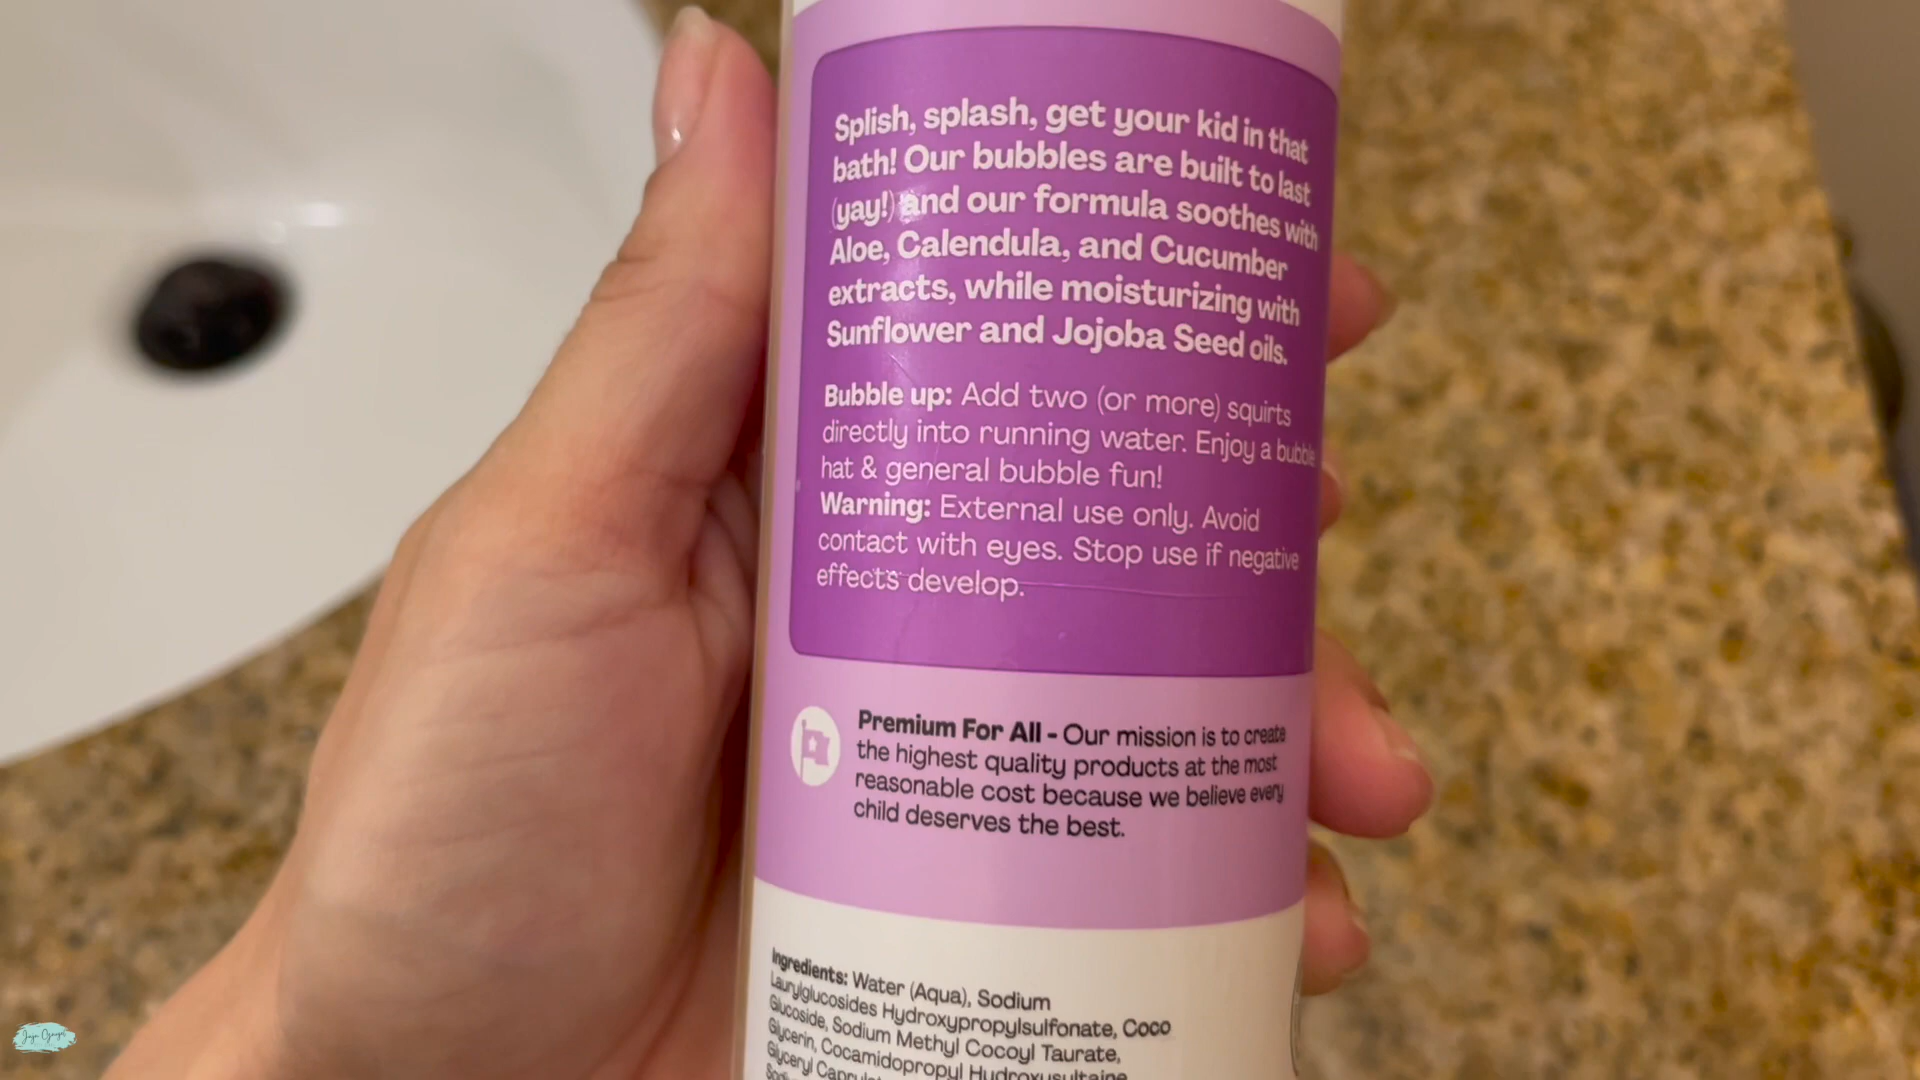 Splish, splash, get your kid in that
bath! Our bubbles are built to last
(yay!) and our formula soothes with
Aloe, Calendula, and Cucumber
extracts, while moisturizing with
Sunflower and Jojoba Seed oils.
Bubble up: Add two (or more) squirts
directly into running water. Enjoy a bubble
hat & general bubble fun!
Warning: External use only. Avoid
contact with eyes. Stop use if negative
effects develop.
Premium For All - Our mission is to create
the highest quality products at the most
reasonable cost because we believe every
child deserves the best.
Ingredients: Water (Aqua), Sodium
Laurylglucosides Hydroxypropylsulfonate, Coco
Glucoside, Sodium Methyl Cocoyl Taurate,
Glycerin, Cocamidopropyl Hydroxysultaine
Glyceryl